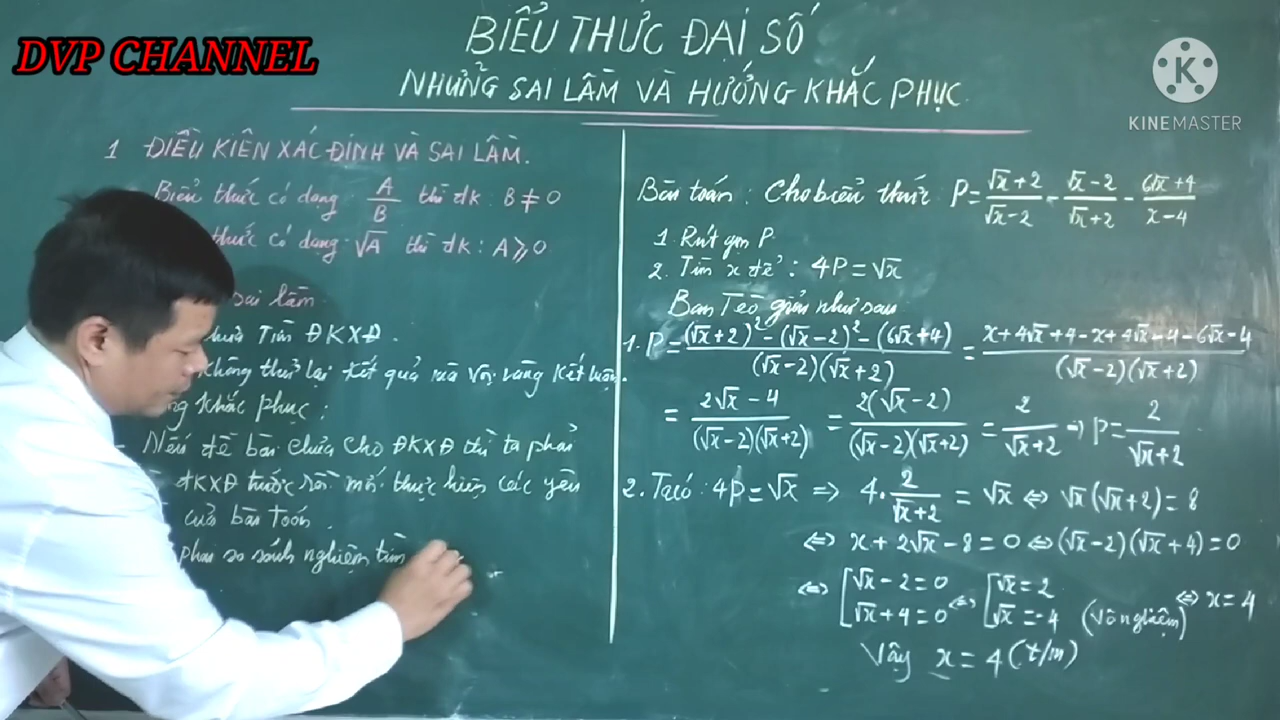 BIỂU THỨC ĐẠI SỐ
DVP CHANNEL
NHỮNG SAI LẦM VÀ HƯỚNG KHẮC PHỤC
K
KINEMASTER
1 ĐIỀU KIỆN XÁC ĐỊNH VÀ SAI LẦM.
Biểu thức có dạng A/B thì đk: B ≠ 0
thức có dạng √A thì đk: A ⩾ 0
sai lầm
chưa Tìm ĐKXĐ.
không thử lại kết quả mà vội vàng kết luận.
khắc phục:
- Nếu đề bài chưa cho ĐKXĐ thì ta phải
ĐKXĐ trước rồi mới thực hiện các yêu
của bài toán.
phải so sánh nghiệm tìm
Bài toán: Cho biểu thức P = (√x+2)/(√x-2) - (√x-2)/(√x+2) - (6√x+4)/(x-4)
1. Rút gọn P
2. Tìm x để: 4P = √x
Bạn Tèo giải như sau
1. P = ((√x+2)² - (√x-2)² - (6√x+4))/((√x-2)(√x+2)) = (x+4√x+4-x+4√x-4-6√x-4)/((√x-2)(√x+2))
= (2√x-4)/((√x-2)(√x+2)) = 2(√x-2)/((√x-2)(√x+2)) = 2/(√x+2) → P = 2/(√x+2)
2. Ta có: 4P = √x => 4. 2/(√x+2) = √x <=> √x(√x+2) = 8
<=> x + 2√x - 8 = 0 <=> (√x-2)(√x+4) = 0
<=> [√x-2=0 <=> [√x=2 <=> x=4
√x+4=0 √x=-4 (Vô nghiệm)
Vậy x = 4 (t/m)